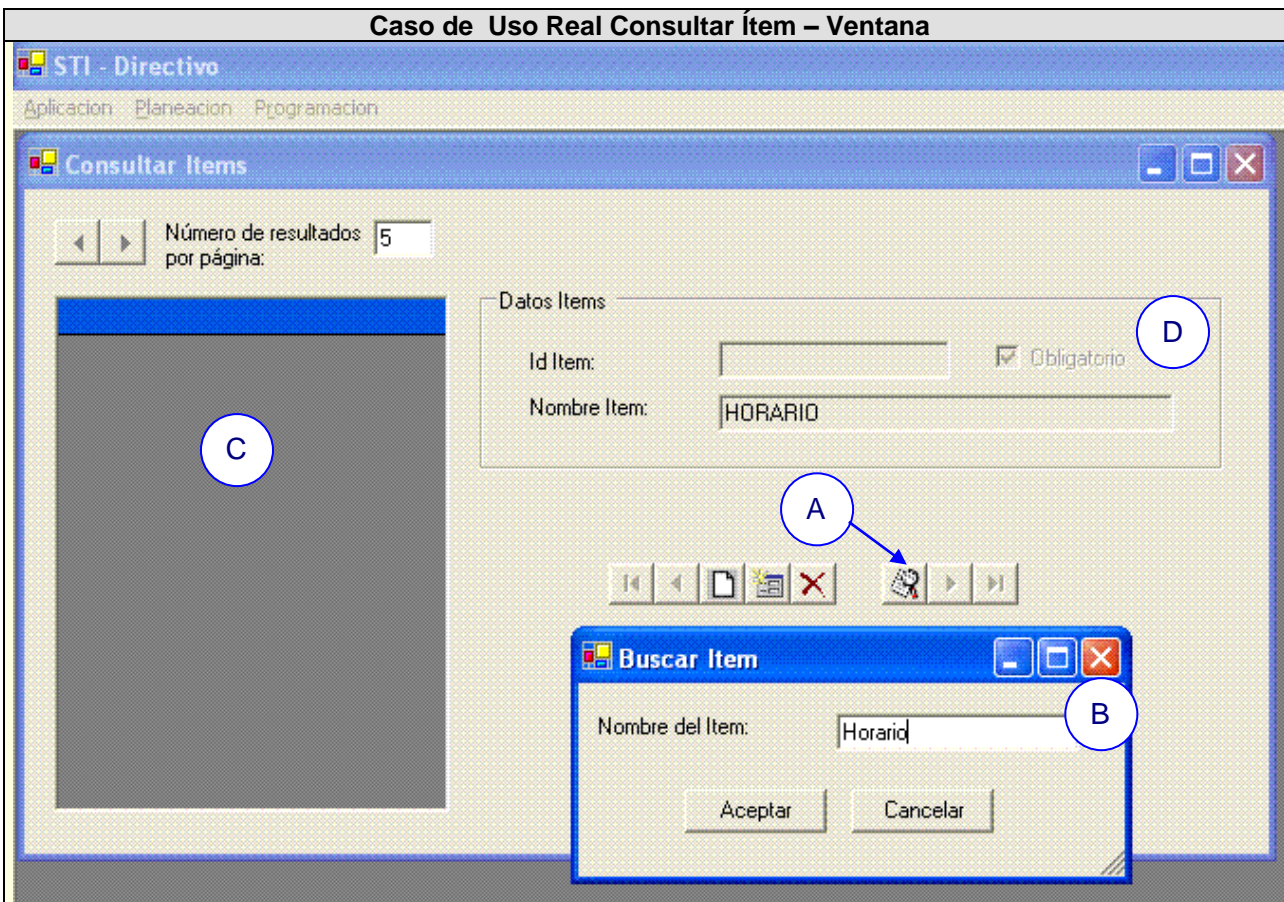 Caso de Uso Real Consultar Ítem – Ventana
STI - Directivo
Aplicacion Planeacion Programacion
Consultar Items
Número de resultados
por página:
5
Datos Items
D
Id Item:
Obligatorio
Nombre Item:
HORARIO
C
A
Buscar Item
B
Nombre del Item:
Horario
Aceptar
Cancelar